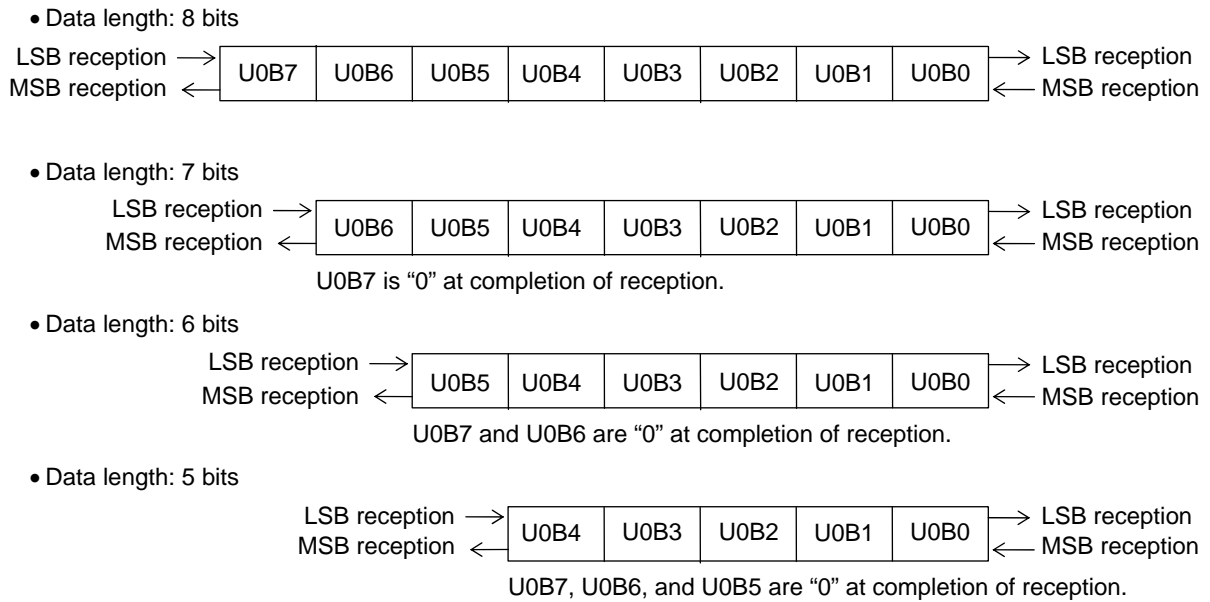 • Data length: 8 bits
LSB reception → U0B7 U0B6 U0B5 U0B4 U0B3 U0B2 U0B1 U0B0 → LSB reception
MSB reception ← ← MSB reception
• Data length: 7 bits
LSB reception → U0B6 U0B5 U0B4 U0B3 U0B2 U0B1 U0B0 → LSB reception
MSB reception ← ← MSB reception
U0B7 is “0” at completion of reception.
• Data length: 6 bits
LSB reception → U0B5 U0B4 U0B3 U0B2 U0B1 U0B0 → LSB reception
MSB reception ← ← MSB reception
U0B7 and U0B6 are “0” at completion of reception.
• Data length: 5 bits
LSB reception → U0B4 U0B3 U0B2 U0B1 U0B0 → LSB reception
MSB reception ← ← MSB reception
U0B7, U0B6, and U0B5 are “0” at completion of reception.